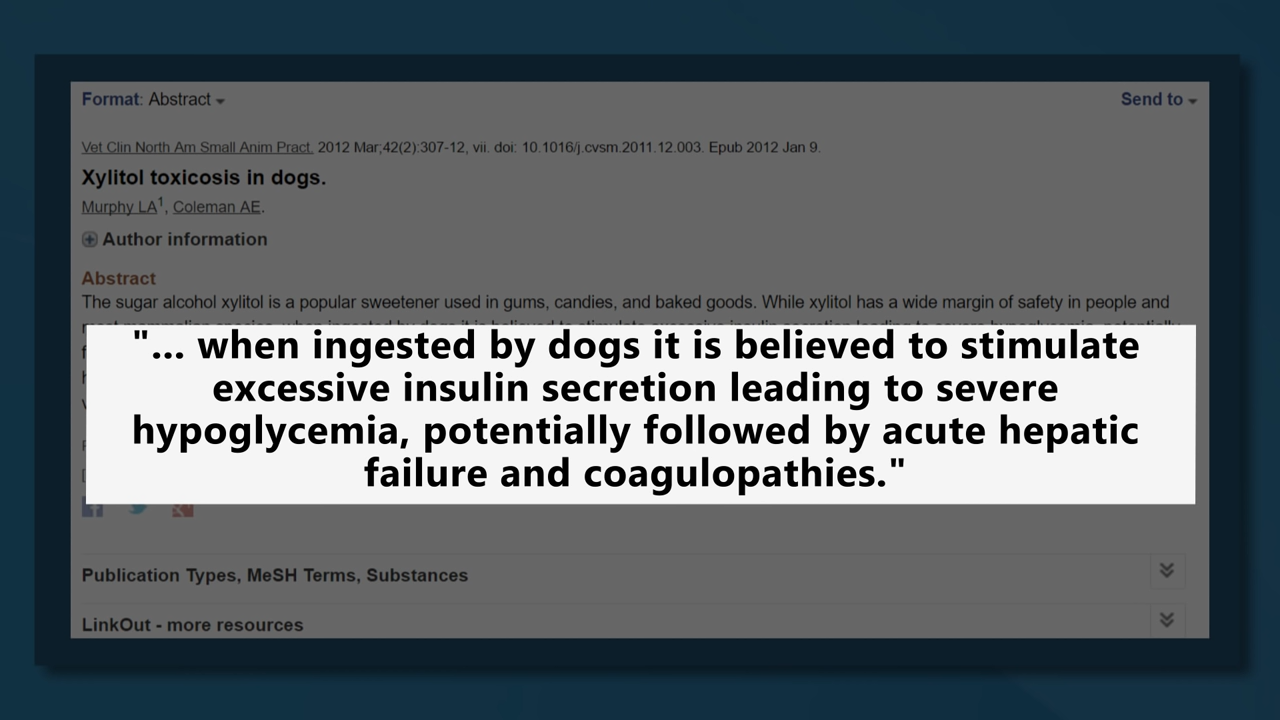 Format: Abstract
Send to
Vet Clin North Am Small Anim Pract. 2012 Mar;42(2):307-12, vii. doi: 10.1016/j.cvsm.2011.12.003. Epub 2012 Jan 9.
Xylitol toxicosis in dogs.
Murphy LA1, Coleman AE.
Author information
Abstract
The sugar alcohol xylitol is a popular sweetener used in gums, candies, and baked goods. While xylitol has a wide margin of safety in people and
"... when ingested by dogs it is believed to stimulate
excessive insulin secretion leading to severe
hypoglycemia, potentially followed by acute hepatic
failure and coagulopathies."
Publication Types, MeSH Terms, Substances
LinkOut - more resources